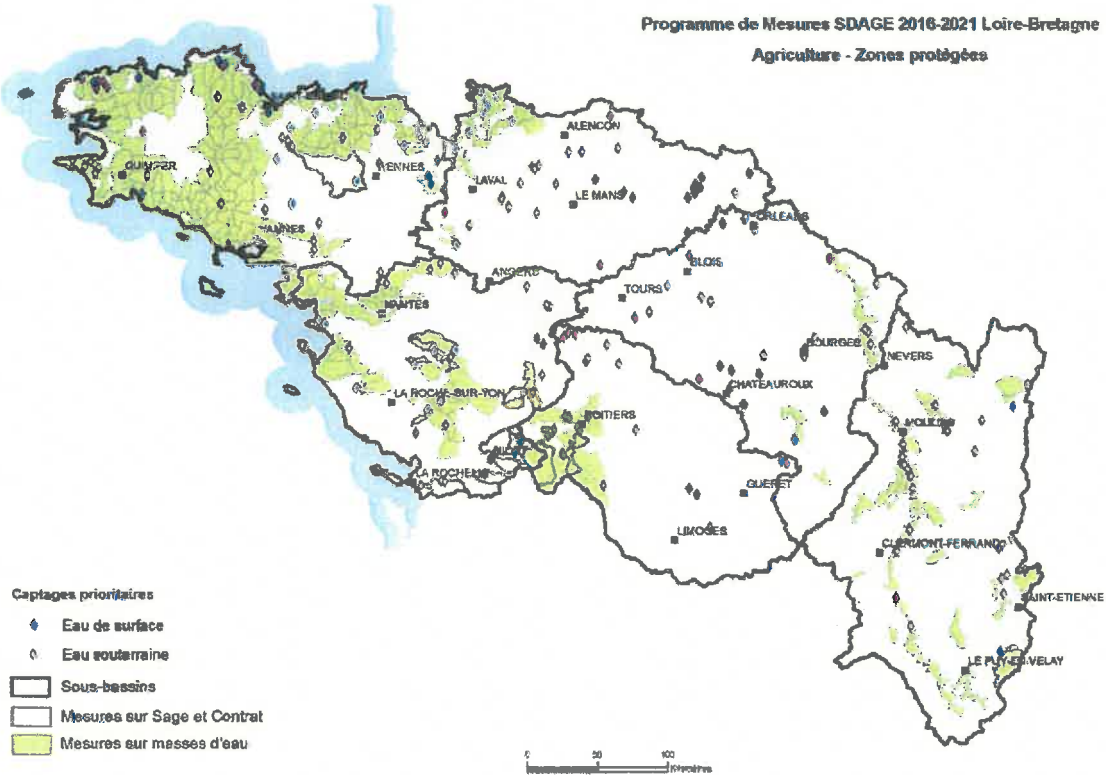 Programme de Mesures SDAGE 2016-2021 Loire-Bretagne
Agriculture - Zones protégées
ALENCON
QUIMPER
RENNES
LAVAL
LE MANS
ORLEANS
VANNES
BLOIS
ANGERS
TOURS
NANTES
BOURGES
NEVERS
CHATEAUROUX
LA ROCHE-SUR-YON
POITIERS
MOULINS
LA ROCHELLE
GUERET
LIMOGES
CLERMONT-FERRAND
SAINT-ETIENNE
LE PUY-EN-VELAY
Captages prioritaires
Eau de surface
Eau souterraine
Sous-bassins
Mesures sur Sage et Contrat
Mesures sur masses d'eau
0 50 100
Kilomètres